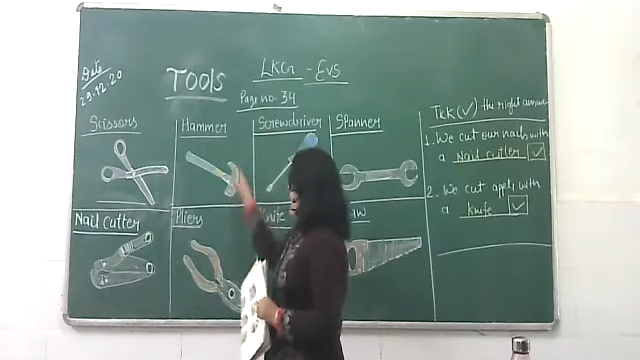 Date
29.12.20
LKG - EVS
Tools
Page no. 34
Scissors
Hammer
Screwdriver
Spanner
Nail cutter
Pliers
Knife
Tick(✓) the right answer
1. We cut our nails with
a Nail cutter ✓
2. We cut apple with
a knife ✓